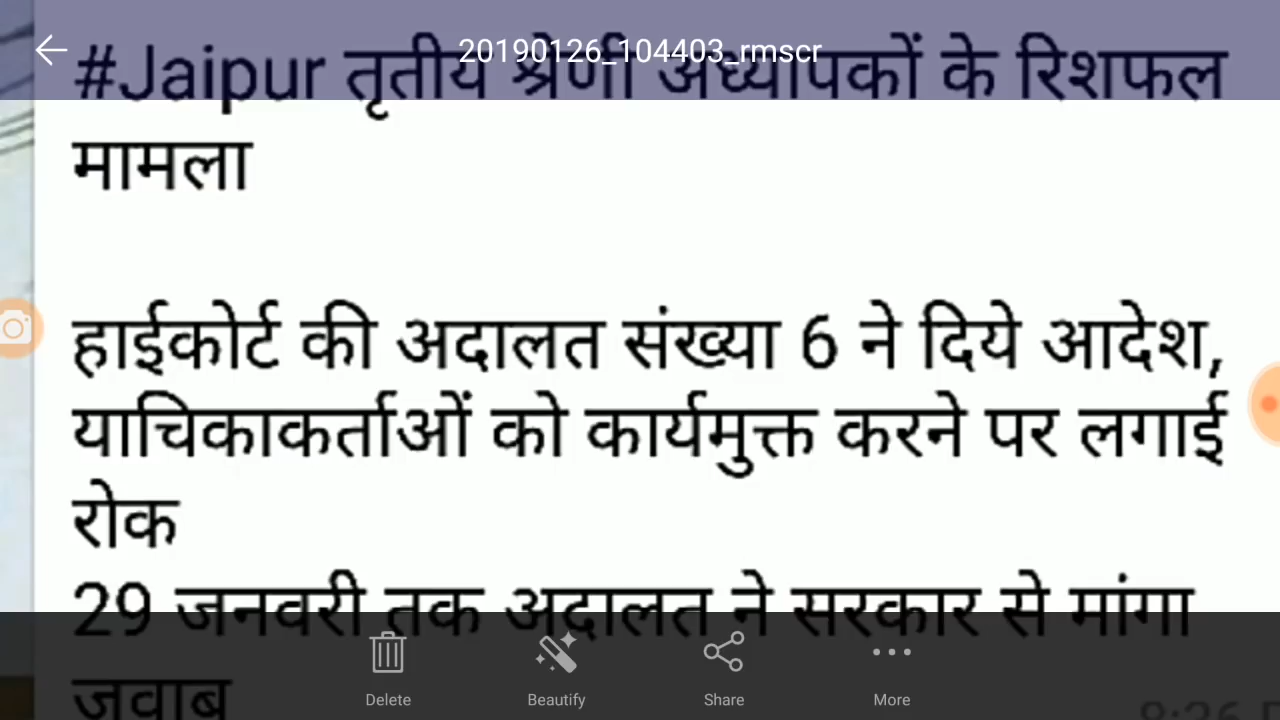 20190126_104403_rmscr
#Jaipur तृतीय श्रेणी अध्यापकों के रिशफल
मामला
हाईकोर्ट की अदालत संख्या 6 ने दिये आदेश,
याचिकाकर्ताओं को कार्यमुक्त करने पर लगाई
रोक
29 जनवरी तक अदालत ने सरकार से मांगा
जवाब
Delete Beautify Share More